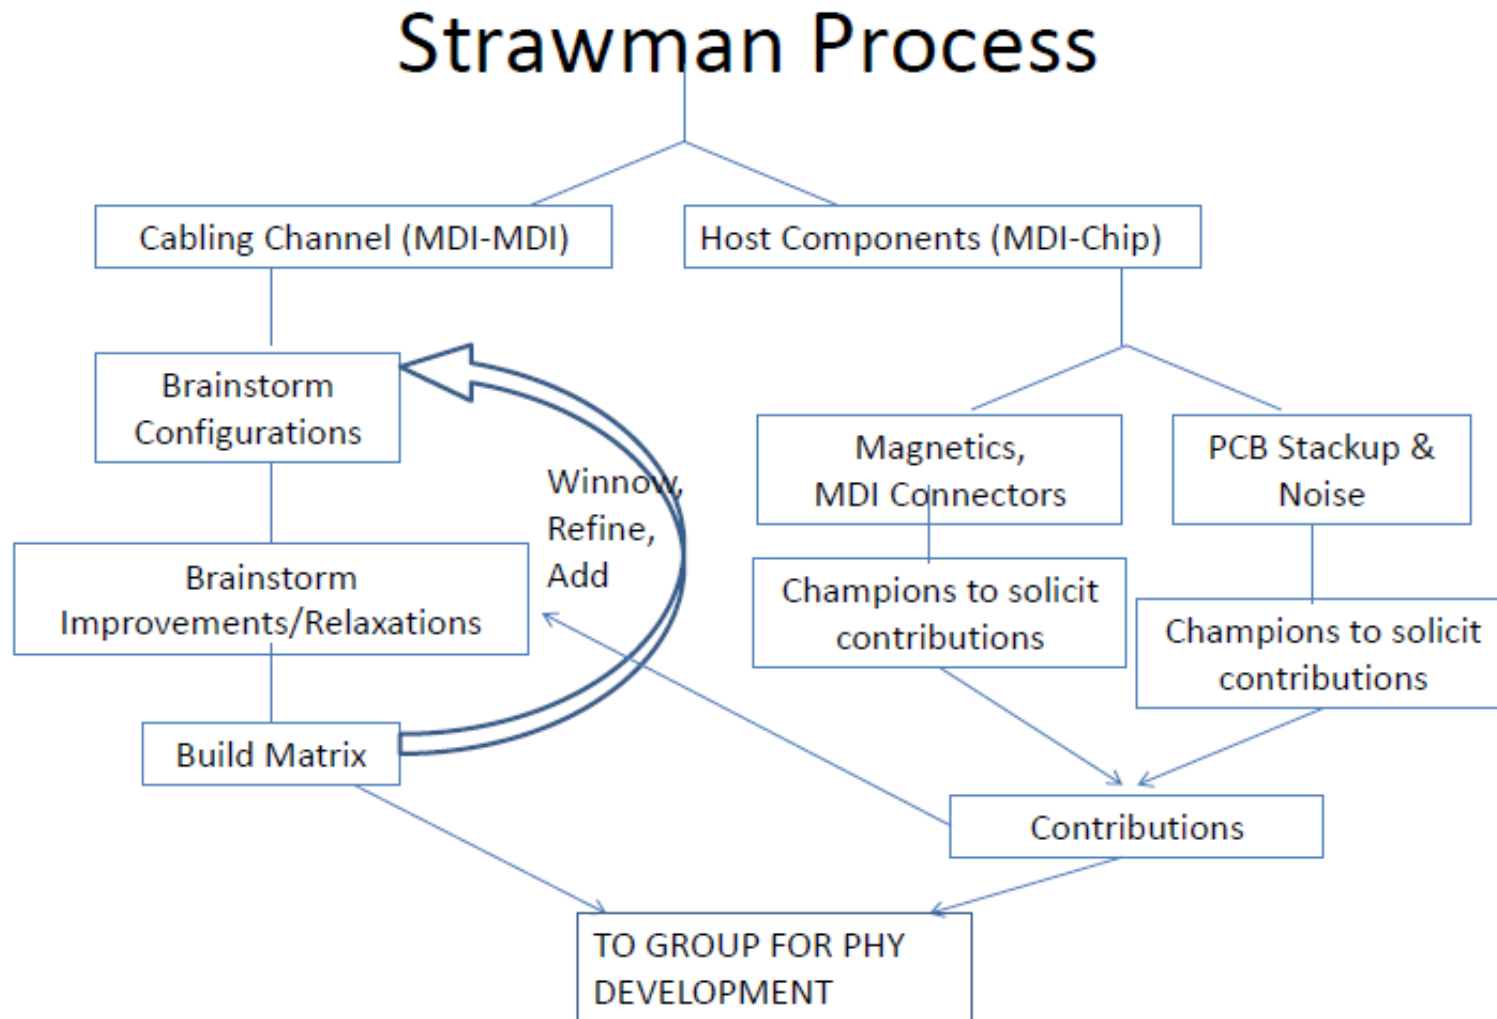 Strawman Process
Cabling Channel (MDI-MDI)
Host Components (MDI-Chip)
Brainstorm
Configurations
Winnow,
Refine,
Add
Magnetics,
MDI Connectors
PCB Stackup &
Noise
Brainstorm
Improvements/Relaxations
Champions to solicit
contributions
Champions to solicit
contributions
Build Matrix
Contributions
TO GROUP FOR PHY
DEVELOPMENT